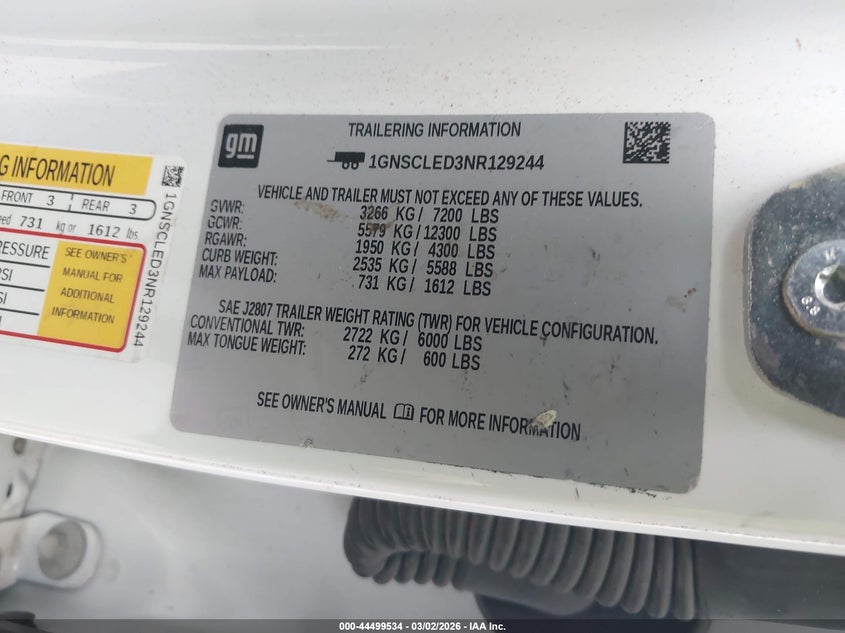 NG INFORMATION
FRONT 3 REAR 3
731 kg or 1612 lbs
SEE OWNER'S
MANUAL FOR
ADDITIONAL
INFORMATION
1GNSCLED3NR129244
gm
TRAILERING INFORMATION
1GNSCLED3NR129244
VEHICLE AND TRAILER MUST NOT EXCEED ANY OF THESE VALUES.
GVWR: 3266 KG / 7200 LBS
GCWR: 5579 KG / 12300 LBS
RGAWR: 1950 KG / 4300 LBS
CURB WEIGHT: 2535 KG / 5588 LBS
MAX PAYLOAD: 731 KG / 1612 LBS
SAE J2807 TRAILER WEIGHT RATING (TWR) FOR VEHICLE CONFIGURATION.
CONVENTIONAL TWR: 2722 KG / 6000 LBS
MAX TONGUE WEIGHT: 272 KG / 600 LBS
SEE OWNER'S MANUAL FOR MORE INFORMATION
000-44499534 - 03/02/2026 - IAA Inc.